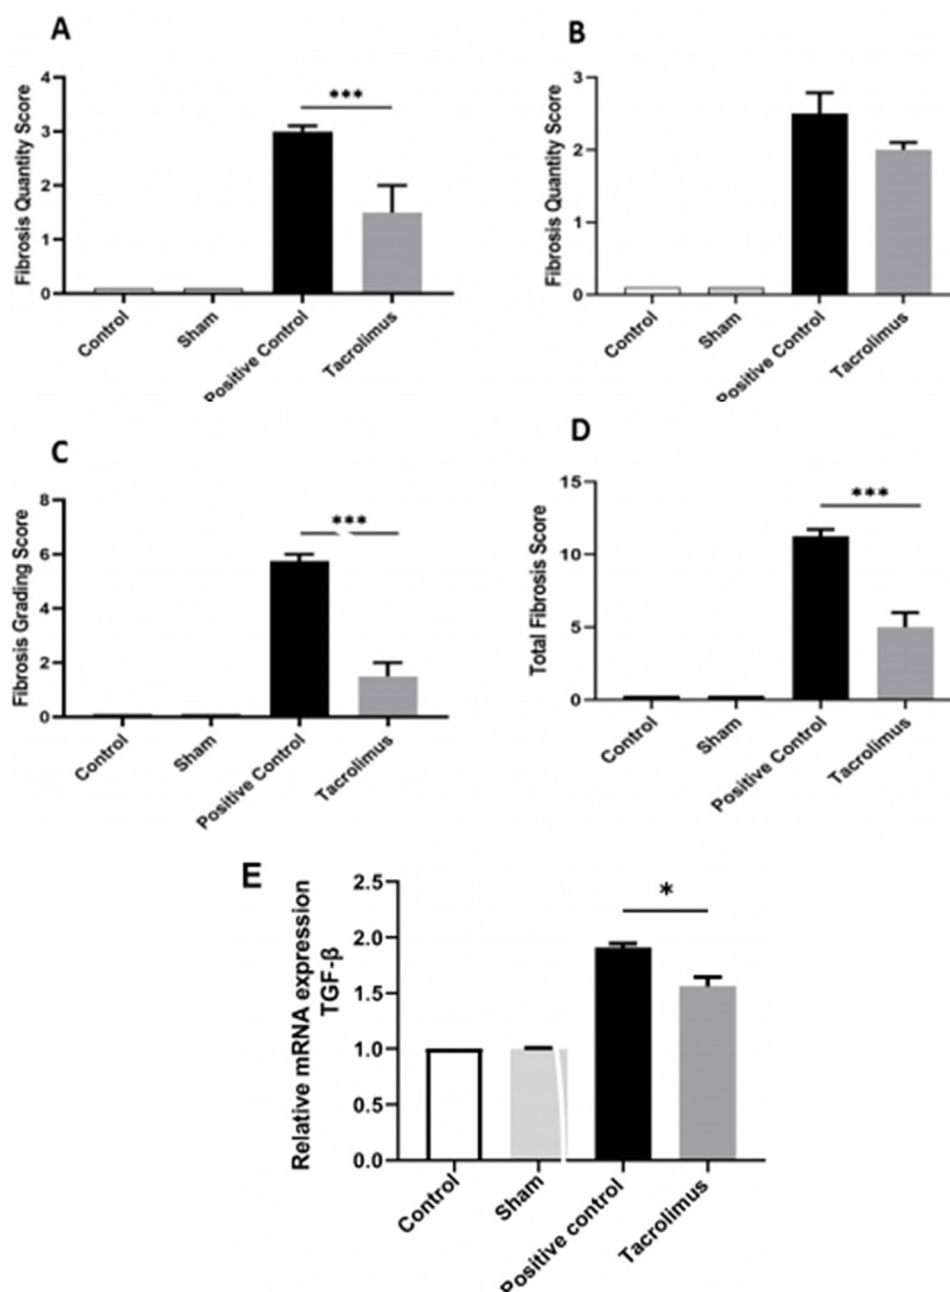 A
Fibrosis Quantity Score
4
3
2
1
0
***
Control
Sham
Positive Control
Tacrolimus
B
Fibrosis Quantity Score
3
2
1
0
Control
Sham
Positive Control
Tacrolimus
C
Fibrosis Grading Score
8
6
4
2
0
***
Control
Sham
Positive Control
Tacrolimus
D
Total Fibrosis Score
15
10
5
0
***
Control
Sham
Positive Control
Tacrolimus
E
Relative mRNA expression
TGF-β
2.5
2.0
1.5
1.0
0.5
0.0
*
Control
Sham
Positive control
Tacrolimus